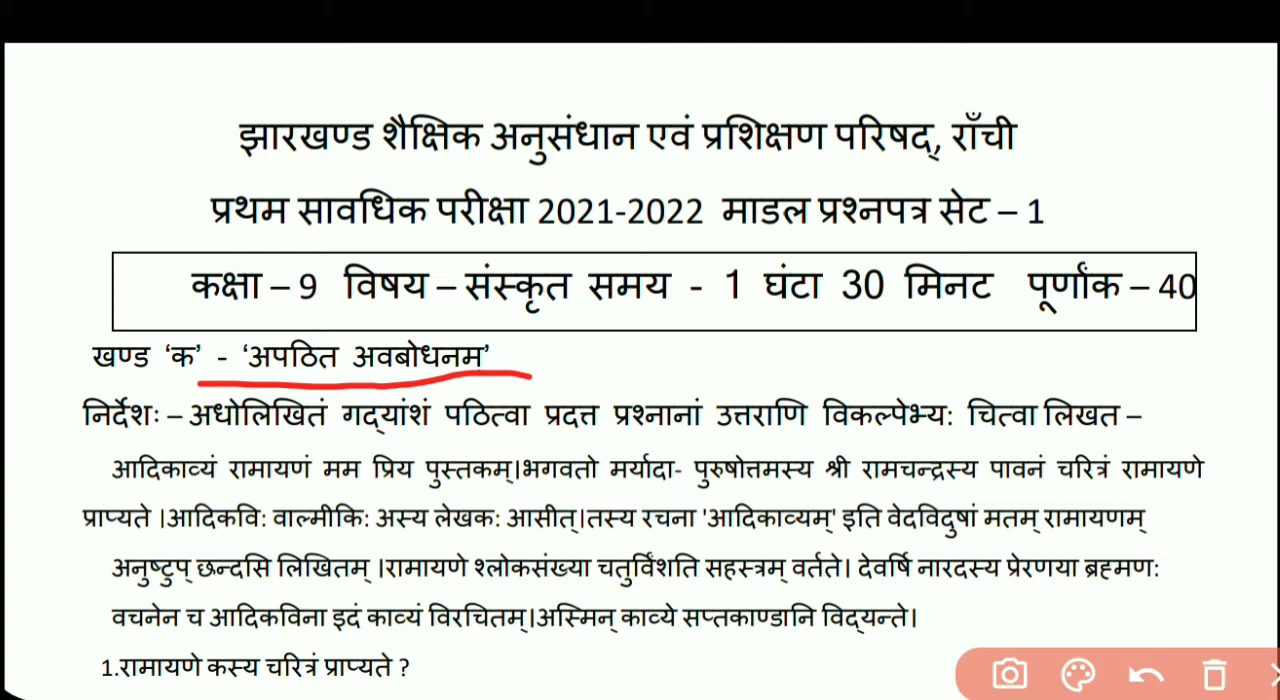 झारखण्ड शैक्षिक अनुसंधान एवं प्रशिक्षण परिषद्, राँची
प्रथम सावधिक परीक्षा 2021-2022 माडल प्रश्नपत्र सेट – 1
कक्षा – 9 विषय – संस्कृत समय - 1 घंटा 30 मिनट पूर्णांक – 40
खण्ड ‘क’ - ‘अपठित अवबोधनम्’
निर्देशः – अधोलिखितं गद्यांशं पठित्वा प्रदत्त प्रश्नानां उत्तराणि विकल्पेभ्य: चित्वा लिखत –
आदिकाव्यं रामायणं मम प्रिय पुस्तकम्।भगवतो मर्यादा- पुरुषोत्तमस्य श्री रामचन्द्रस्य पावनं चरित्रं रामायणे
प्राप्यते ।आदिकवि: वाल्मीकि: अस्य लेखक: आसीत्।तस्य रचना 'आदिकाव्यम्' इति वेदविदुषां मतम् रामायणम्
अनुष्टुप् छन्दसि लिखितम् ।रामायणे श्लोकसंख्या चतुर्विंशति सहस्त्रम् वर्तते। देवर्षि नारदस्य प्रेरणया ब्रह्मण:
वचनेन च आदिकविना इदं काव्यं विरचितम्।अस्मिन् काव्ये सप्तकाण्डानि विद्यन्ते।
1.रामायणे कस्य चरित्रं प्राप्यते ?